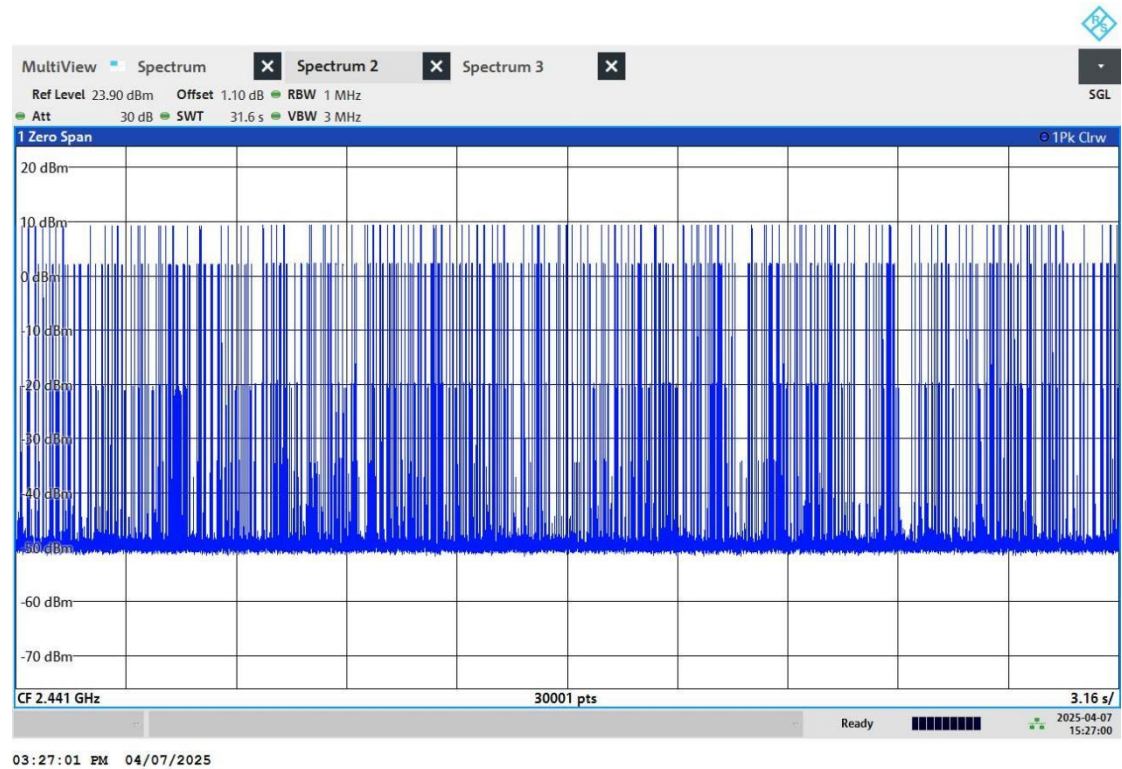 R&S
MultiView Spectrum Spectrum 2 Spectrum 3
Ref Level 23.90 dBm Offset 1.10 dB RBW 1 MHz SGL
Att 30 dB SWT 31.6 s VBW 3 MHz
1 Zero Span 1Pk Clrw
20 dBm
10 dBm
0 dBm
-10 dBm
-20 dBm
-30 dBm
-40 dBm
-50 dBm
-60 dBm
-70 dBm
CF 2.441 GHz 30001 pts 3.16 s/
Ready 2025-04-07
15:27:00
03:27:01 PM 04/07/2025